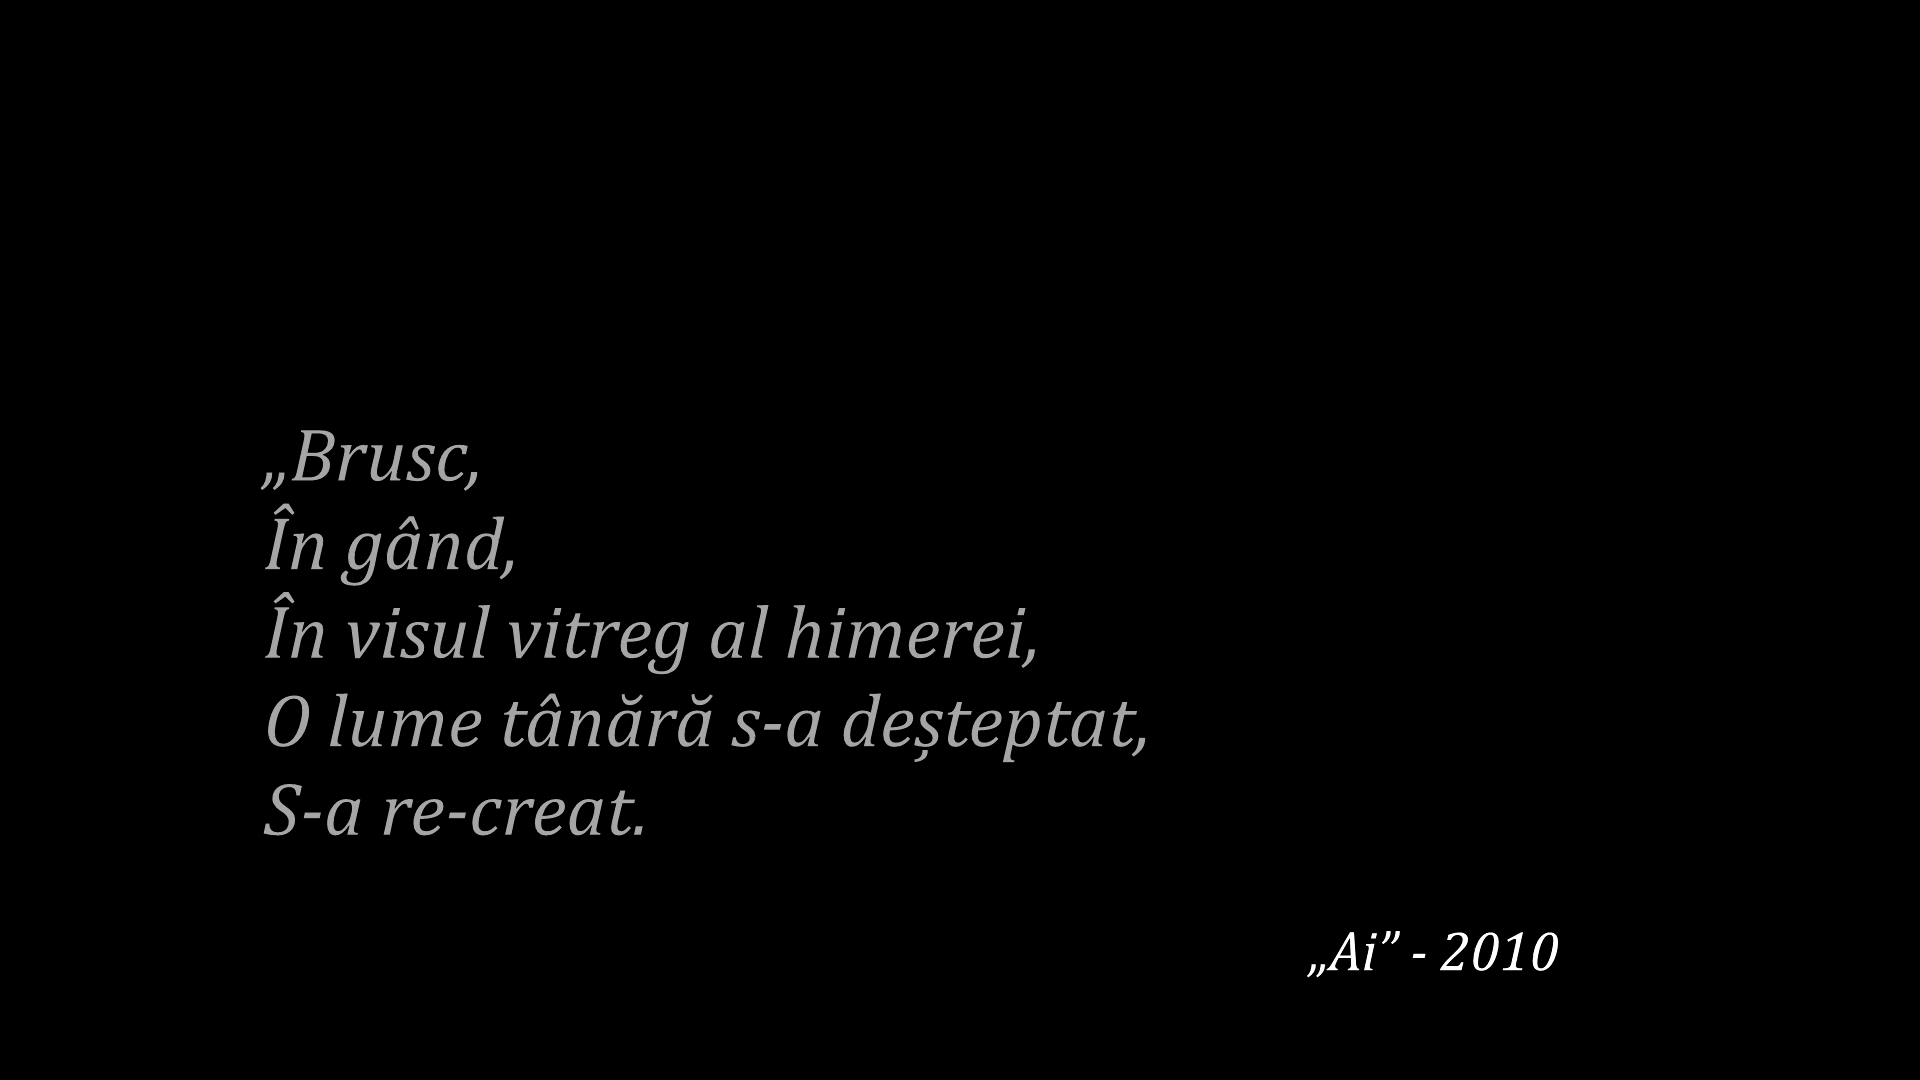 „Brusc,
În gând,
În visul vitreg al himerei,
O lume tânără s-a deșteptat,
S-a re-creat.
„Ai” - 2010